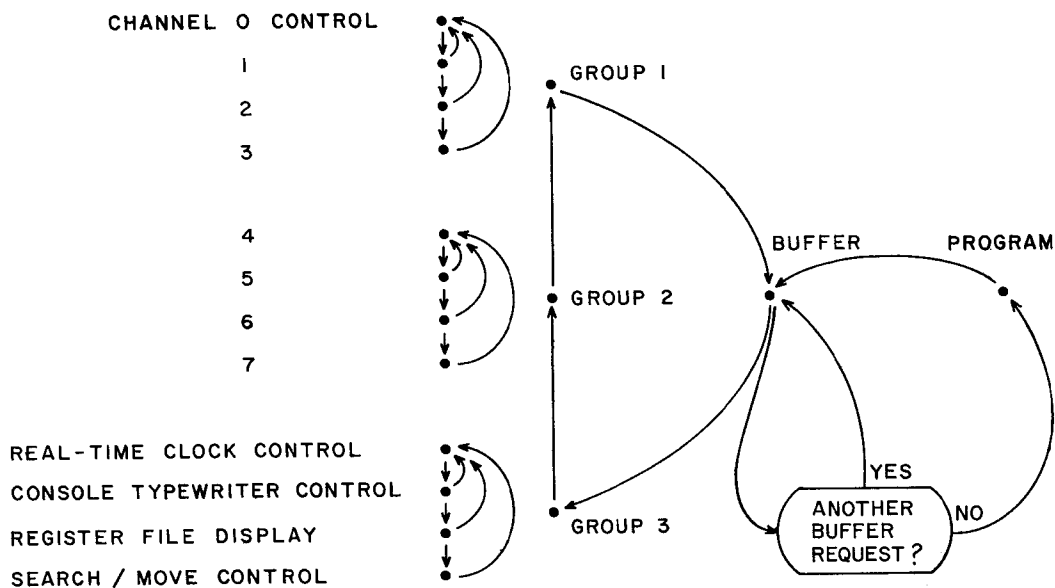 CHANNEL 0 CONTROL
1
2
3
4
5
6
7
REAL-TIME CLOCK CONTROL
CONSOLE TYPEWRITER CONTROL
REGISTER FILE DISPLAY
SEARCH / MOVE CONTROL
GROUP 1
GROUP 2
GROUP 3
BUFFER
PROGRAM
YES
NO
ANOTHER
BUFFER
REQUEST?